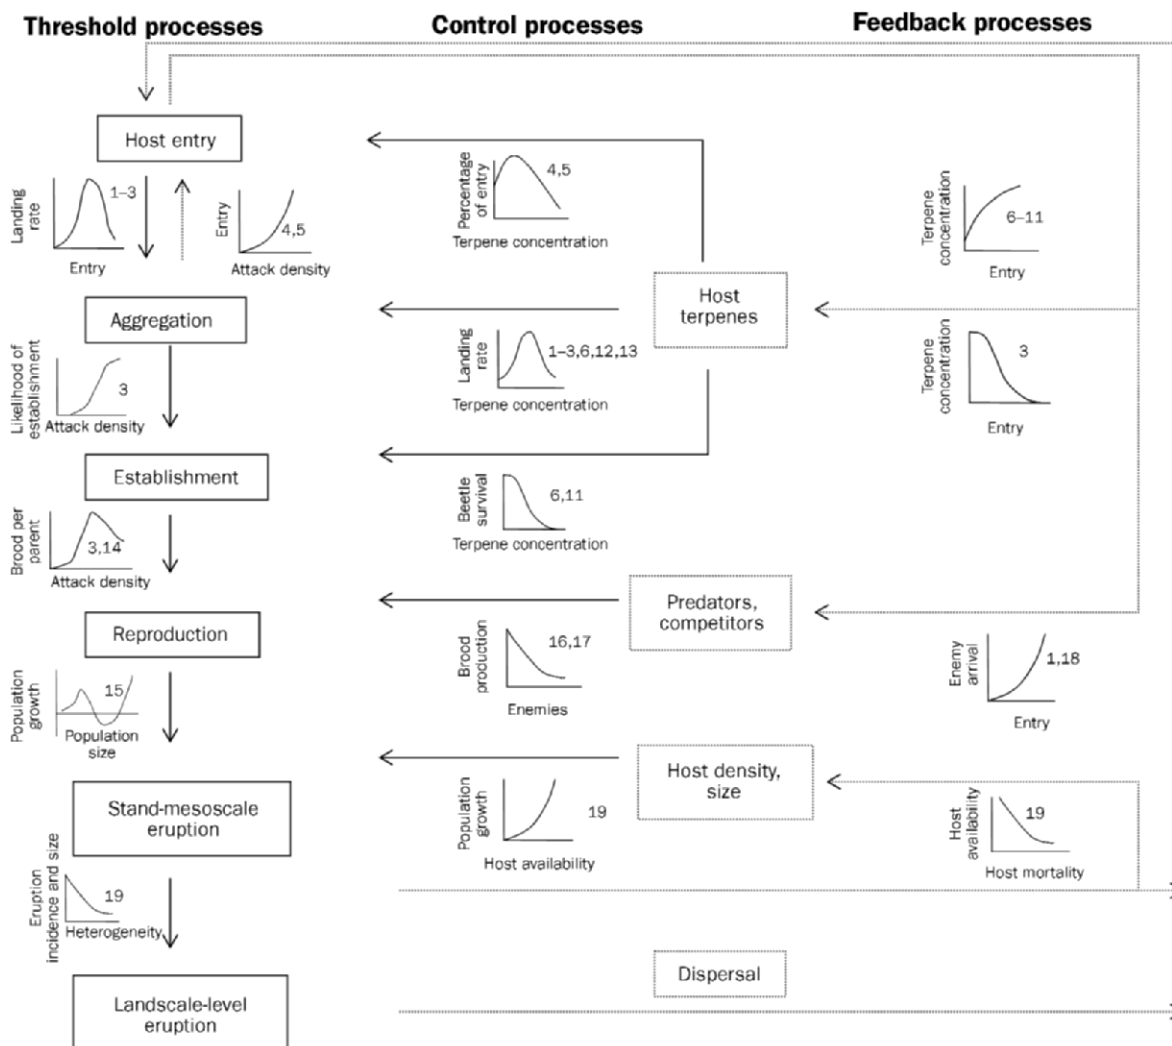 Threshold processes
Control processes
Feedback processes
Host entry
Landing
rate
1–3
Entry
Entry
4,5
Attack density
Percentage
of entry
4,5
Terpene concentration
Terpene
concentration
6–11
Entry
Host
terpenes
Aggregation
Likelihood of
establishment
3
Attack density
Landing
rate
1–3,6,12,13
Terpene concentration
Terpene
concentration
3
Entry
Establishment
Brood per
parent
3,14
Attack density
Beetle
survival
6,11
Terpene concentration
Predators,
competitors
Reproduction
Population
growth
15
Population
size
Brood
production
16,17
Enemies
Enemy
arrival
1,18
Entry
Host density,
size
Stand-mesoscale
eruption
Population
growth
19
Host availability
Host
availability
19
Host mortality
Eruption
incidence and size
19
Heterogeneity
Dispersal
Landscale-level
eruption